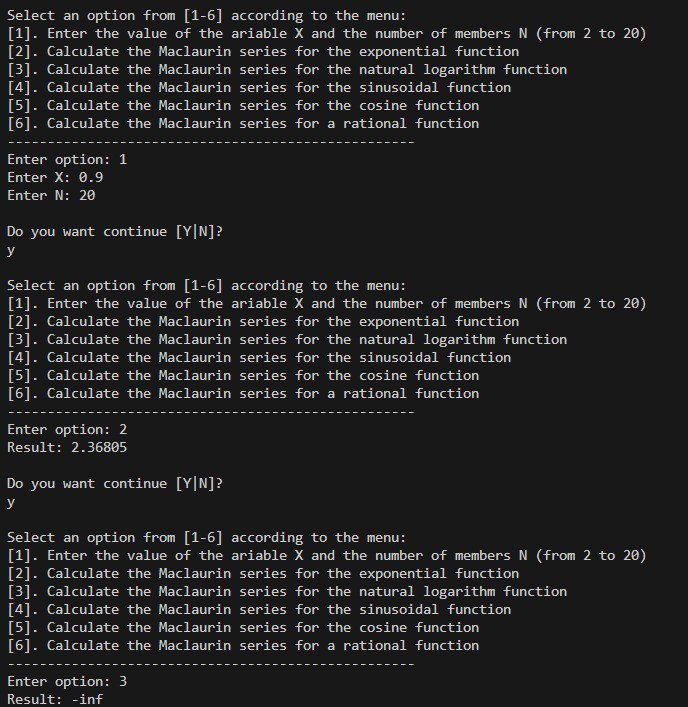 Select an option from [1-6] according to the menu:
[1]. Enter the value of the ariable X and the number of members N (from 2 to 20)
[2]. Calculate the Maclaurin series for the exponential function
[3]. Calculate the Maclaurin series for the natural logarithm function
[4]. Calculate the Maclaurin series for the sinusoidal function
[5]. Calculate the Maclaurin series for the cosine function
[6]. Calculate the Maclaurin series for a rational function
---------------------------------------------------
Enter option: 1
Enter X: 0.9
Enter N: 20
Do you want continue [Y|N]?
y
Select an option from [1-6] according to the menu:
[1]. Enter the value of the ariable X and the number of members N (from 2 to 20)
[2]. Calculate the Maclaurin series for the exponential function
[3]. Calculate the Maclaurin series for the natural logarithm function
[4]. Calculate the Maclaurin series for the sinusoidal function
[5]. Calculate the Maclaurin series for the cosine function
[6]. Calculate the Maclaurin series for a rational function
---------------------------------------------------
Enter option: 2
Result: 2.36805
Do you want continue [Y|N]?
y
Select an option from [1-6] according to the menu:
[1]. Enter the value of the ariable X and the number of members N (from 2 to 20)
[2]. Calculate the Maclaurin series for the exponential function
[3]. Calculate the Maclaurin series for the natural logarithm function
[4]. Calculate the Maclaurin series for the sinusoidal function
[5]. Calculate the Maclaurin series for the cosine function
[6]. Calculate the Maclaurin series for a rational function
---------------------------------------------------
Enter option: 3
Result: -inf